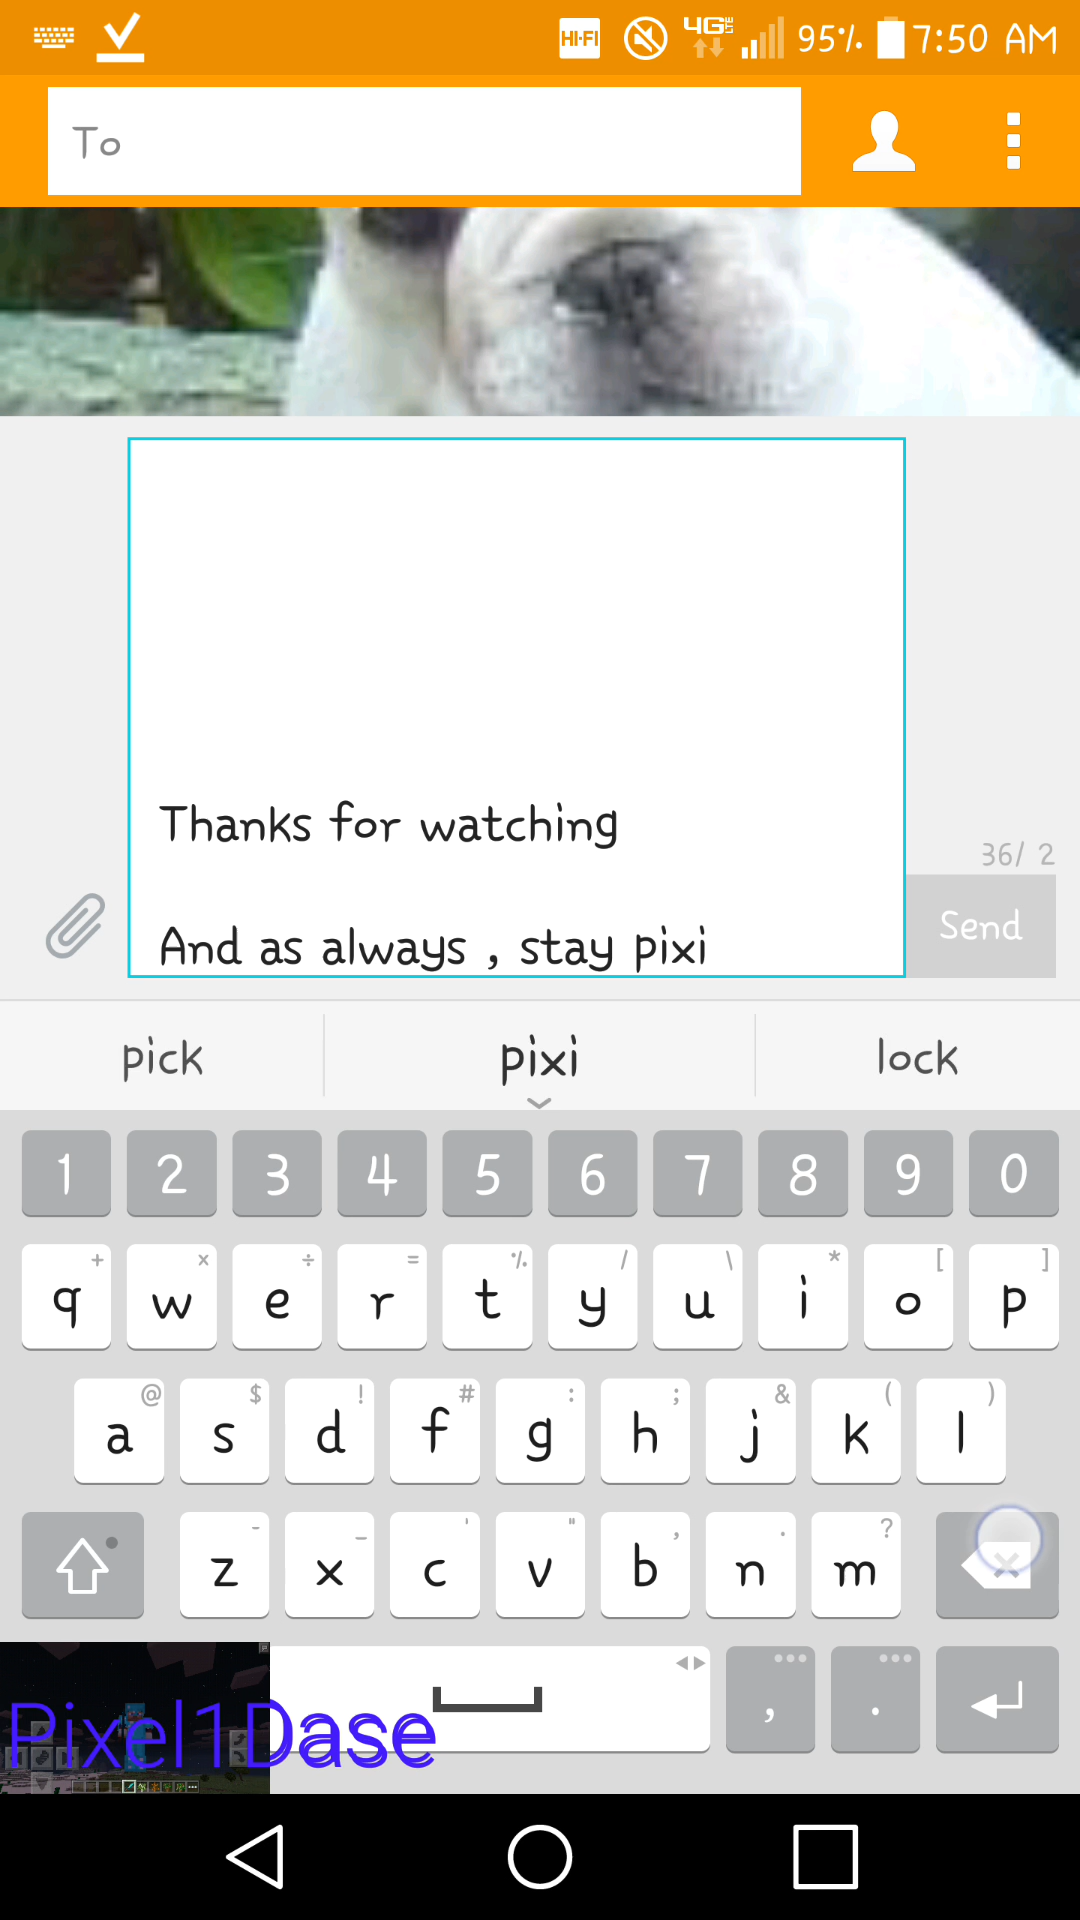 HI-FI 4G LTE 95% 7:50 AM
To
Thanks for watching
36/ 2
And as always , stay pixi
Send
pick pixi lock
1 2 3 4 5 6 7 8 9 0
+ × ÷ = % / \ * [ ]
q w e r t y u i o p
@ $ ! # : ; & ( )
a s d f g h j k l
- _ ' " , . ?
z x c v b n m
, .
Pixel1Dase